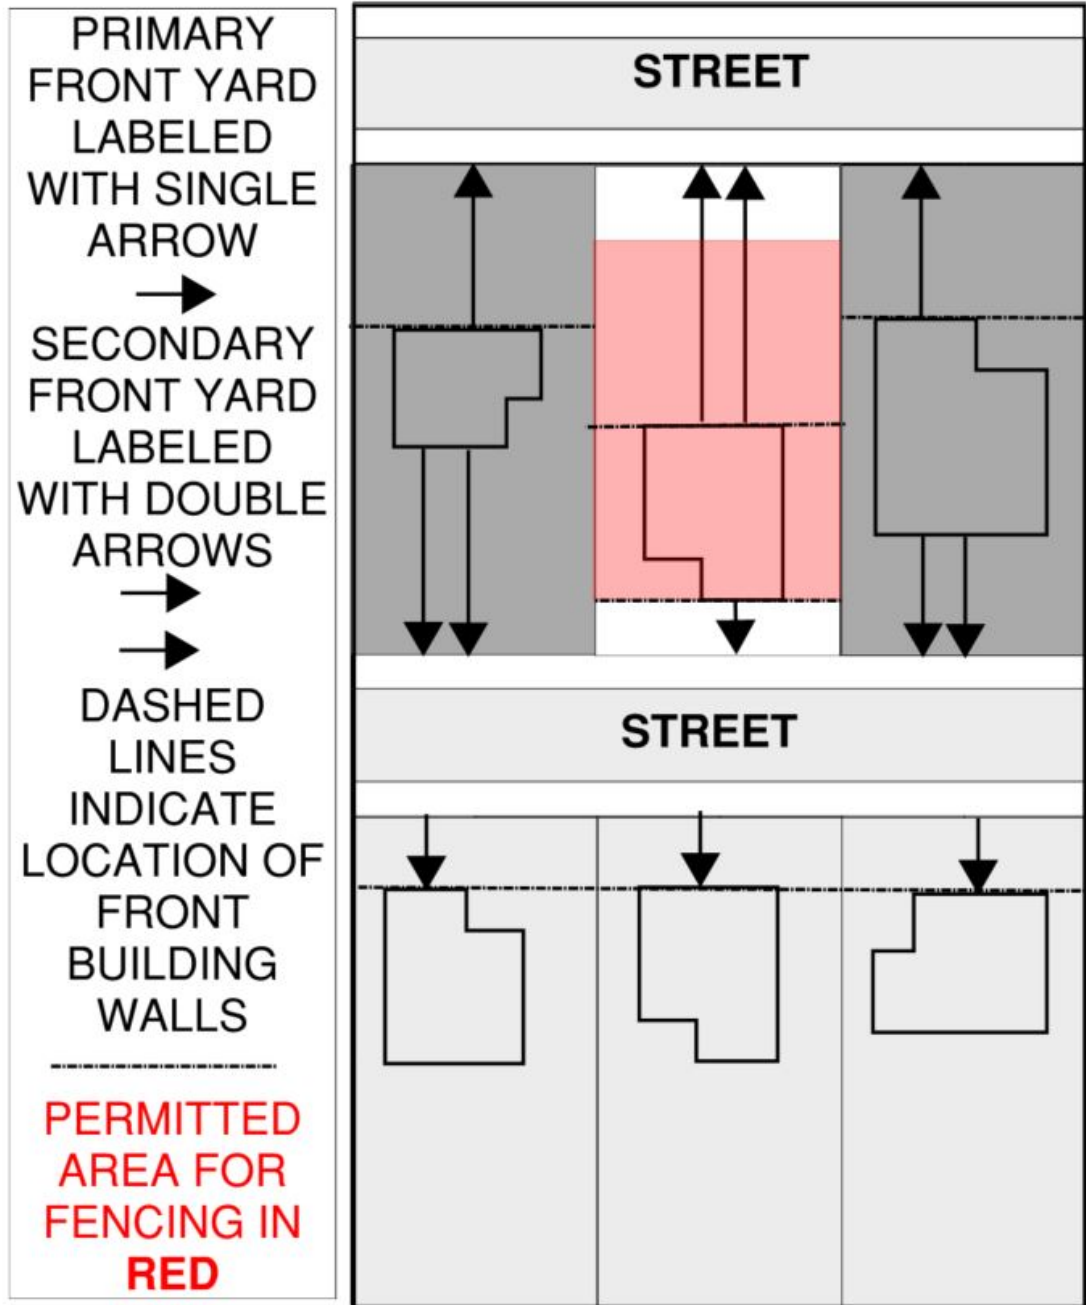 PRIMARY
FRONT YARD
LABELED
WITH SINGLE
ARROW
SECONDARY
FRONT YARD
LABELED
WITH DOUBLE
ARROWS
DASHED
LINES
INDICATE
LOCATION OF
FRONT
BUILDING
WALLS
PERMITTED
AREA FOR
FENCING IN
RED
STREET
STREET